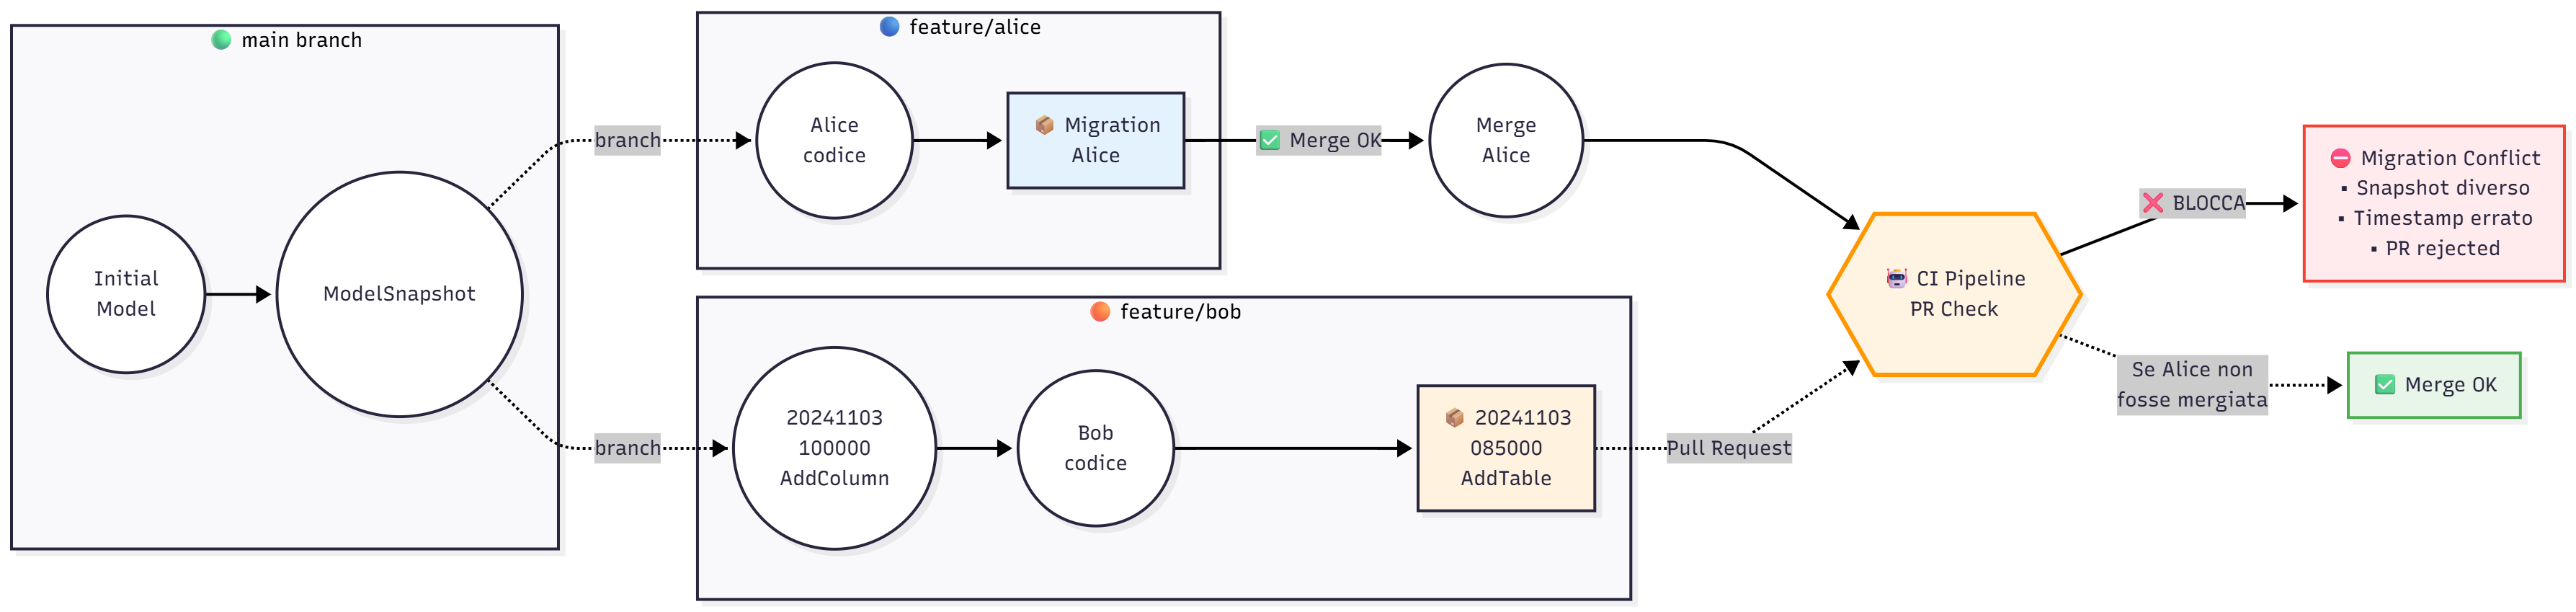 🟢 main branch
Initial
Model
ModelSnapshot
branch
branch
🔵 feature/alice
Alice
codice
📦 Migration
Alice
✅ Merge OK
Merge
Alice
🟠 feature/bob
20241103
100000
AddColumn
Bob
codice
📦 20241103
085000
AddTable
Pull Request
🤖 CI Pipeline
PR Check
❌ BLOCCA
⛔ Migration Conflict
▪ Snapshot diverso
▪ Timestamp errato
▪ PR rejected
Se Alice non
fosse mergiata
✅ Merge OK